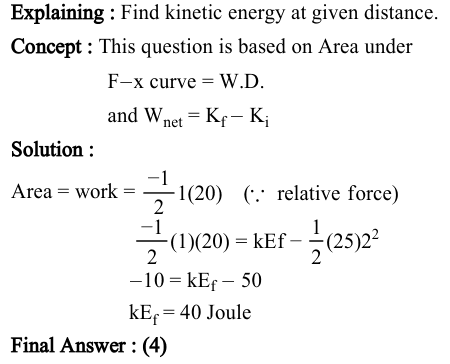 Explaining : Find kinetic energy at given distance.
Concept : This question is based on Area under
F−x curve = W.D.
and W_net = K_f − K_i
Solution :
Area = work = −1/2 1(20) (∵ relative force)
−1/2 (1)(20) = kEf − 1/2 (25)2²
−10 = kE_f − 50
kE_f = 40 Joule
Final Answer : (4)